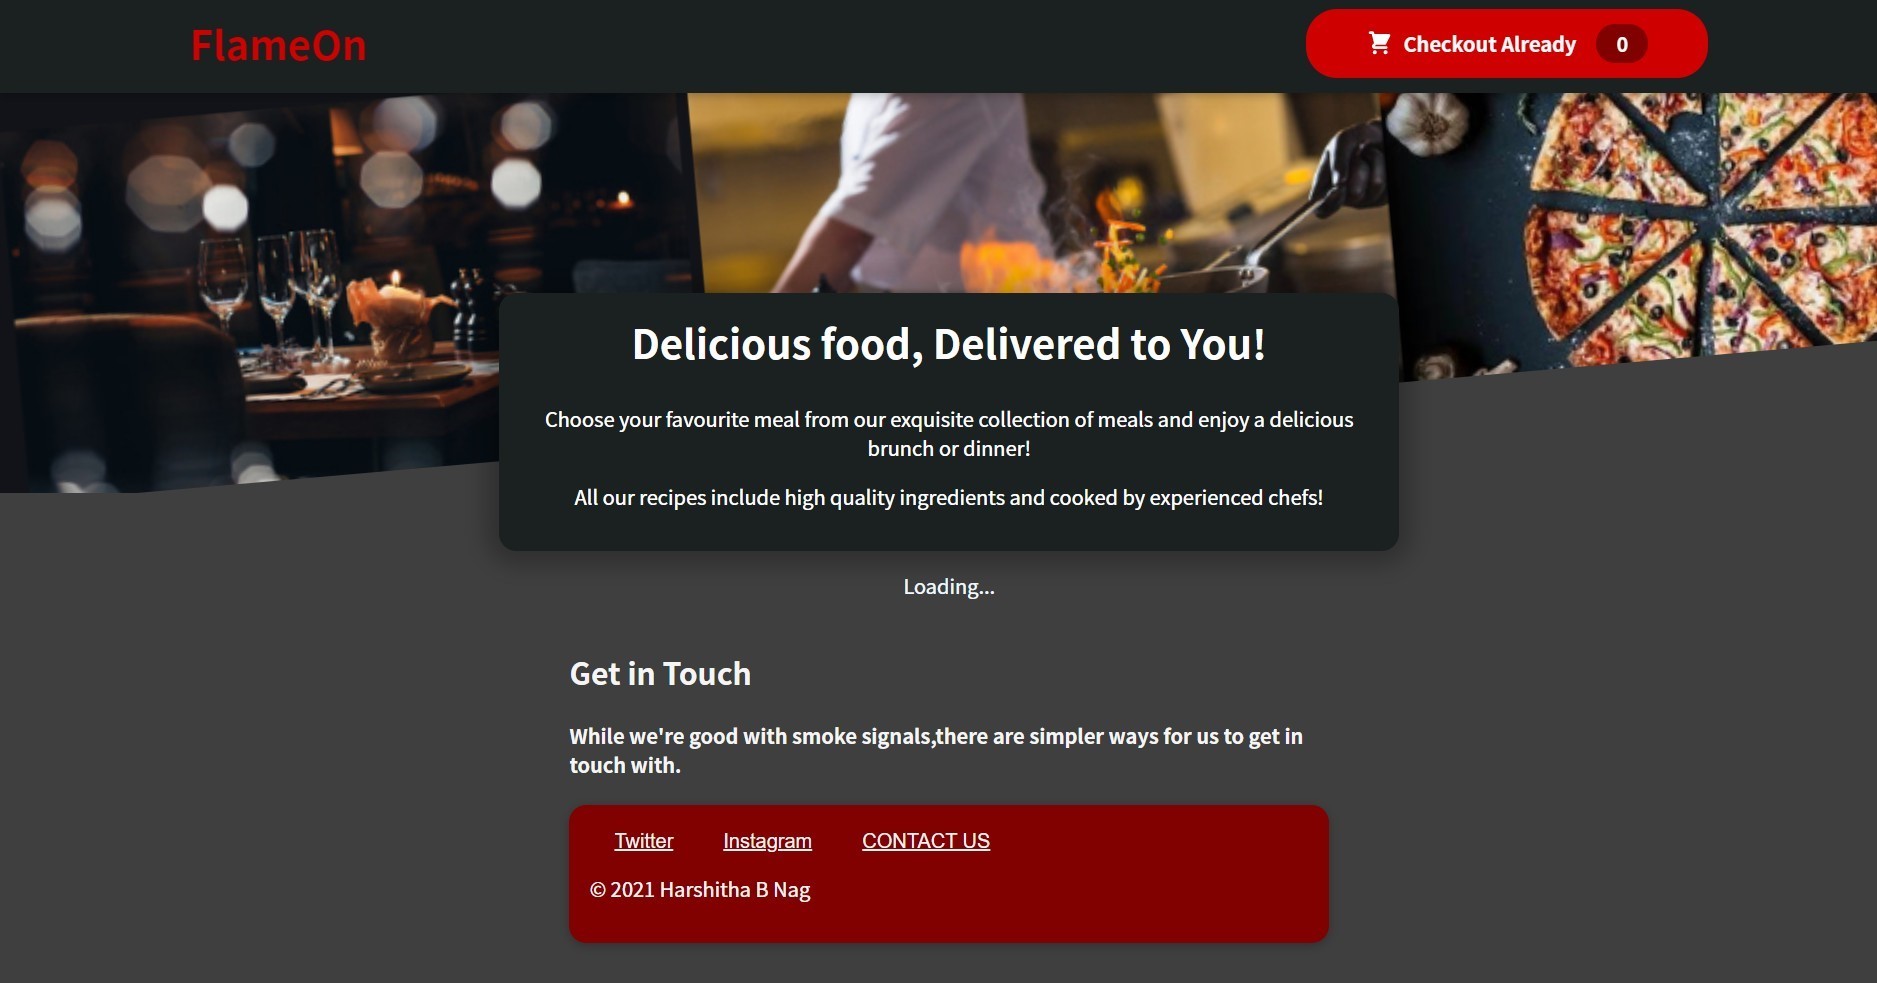 FlameOn
Checkout Already 0
Delicious food, Delivered to You!
Choose your favourite meal from our exquisite collection of meals and enjoy a delicious
brunch or dinner!
All our recipes include high quality ingredients and cooked by experienced chefs!
Loading...
Get in Touch
While we're good with smoke signals,there are simpler ways for us to get in
touch with.
Twitter Instagram CONTACT US
© 2021 Harshitha B Nag